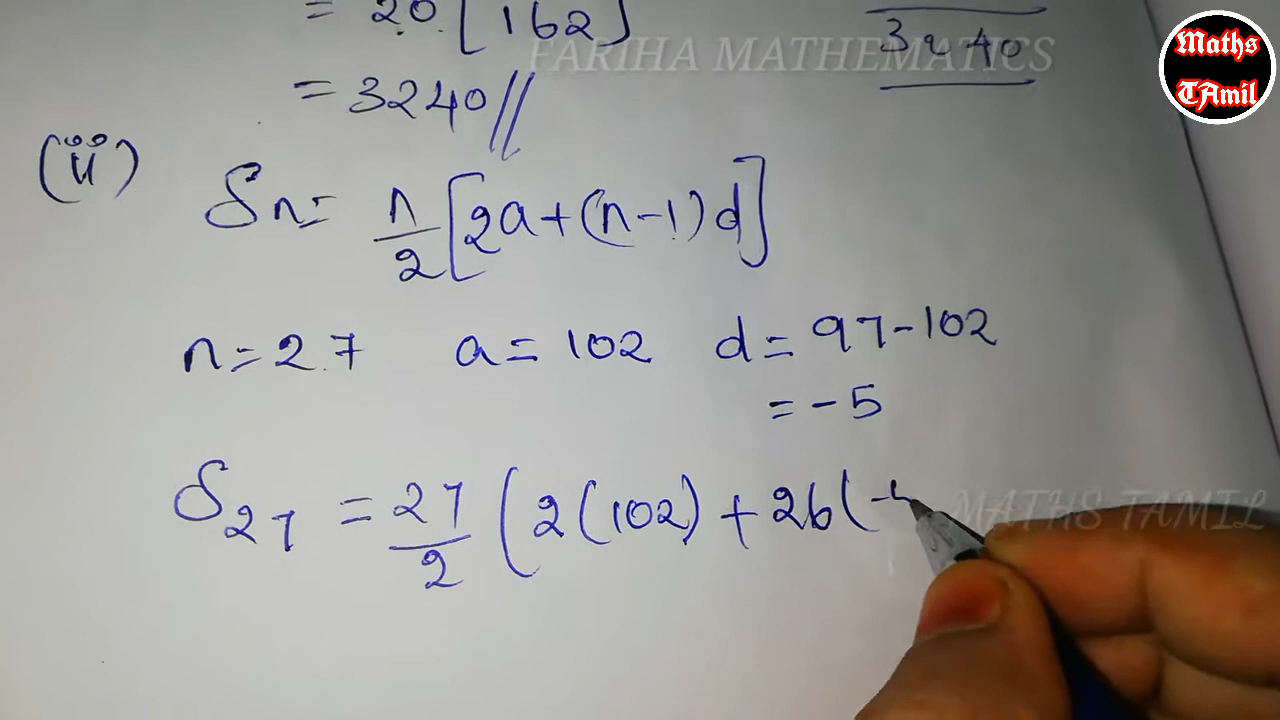 = 20 [162]
3240
= 3240//
(ii)
Sn = n/2 [2a+(n-1)d]
n=27 a=102 d=97-102
= -5
S27 = 27/2 (2(102)+26(-
FARIHA MATHEMATICS
MATHS TAMIL
Maths
TAmil